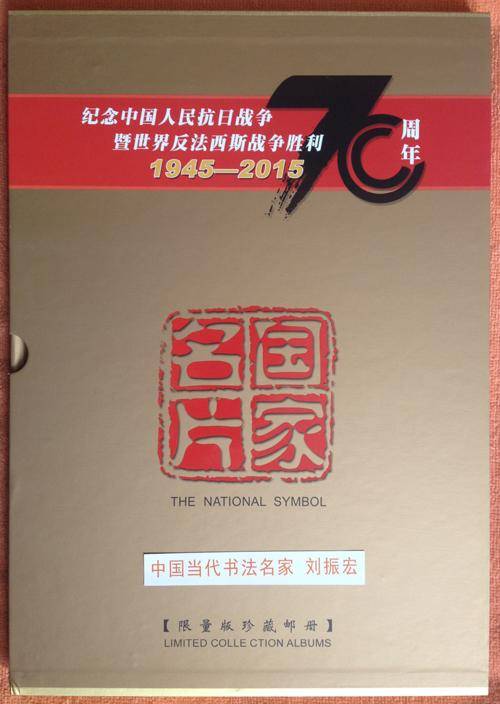 纪念中国人民抗日战争
暨世界反法西斯战争胜利
1945—2015
70
周年
国家
名片
THE NATIONAL SYMBOL
中国当代书法名家 刘振宏
【限量版珍藏邮册】
LIMITED COLLE CTION ALBUMS